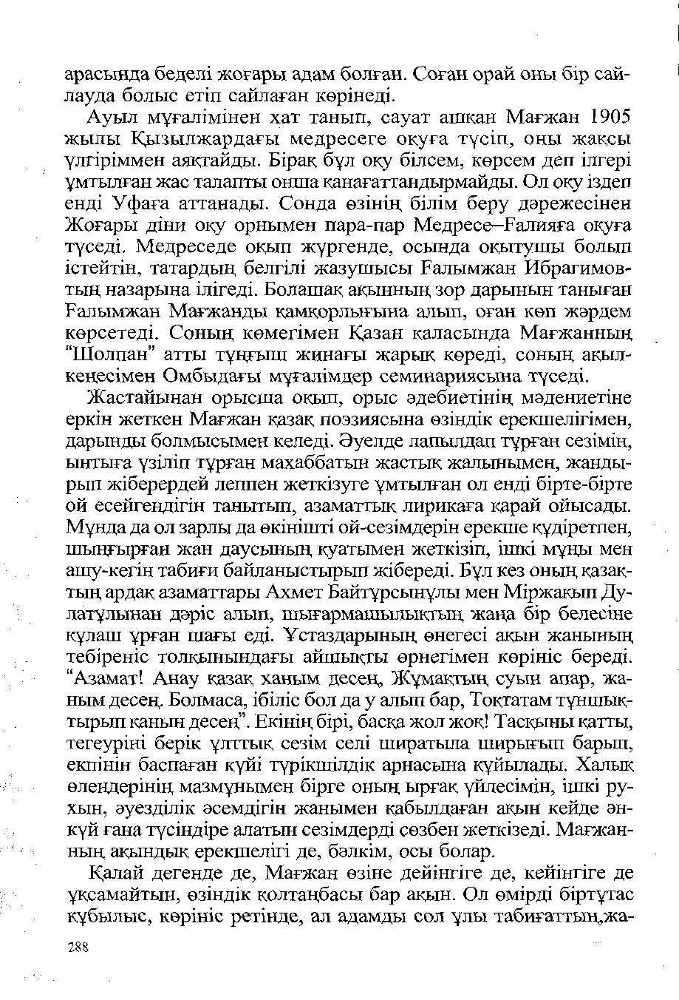 арасында беделі жоғары адам болған. Соған орай оны бір сай-
лауда болыс етіп сайлаған көрінеді.
Ауыл мұғалімінен хат танып, сауат ашқан Мағжан 1905
жылы Қызылжардағы медресеге оқуға түсіп, оны жақсы
үлгіріммен аяқтайды. Бірақ бұл оқу білсем, көрсем деп ілгері
ұмтылған жас талапты онша қанағаттандырмайды. Ол оқу іздеп
енді Уфаға аттанады. Сонда өзінің білім беру дәрежесінен
Жоғары діни оқу орнымен пара-пар Медресе–Ғалияға оқуға
түседі. Медреседе оқып жүргенде, осында оқытушы болып
істейтін, татардың белгілі жазушысы Ғалымжан Ибрагимов-
тың назарына ілігеді. Болашақ ақынның зор дарынын таныған
Ғалымжан Мағжанды қамқорлығына алып, оған көп жәрдем
көрсетеді. Соның көмегімен Қазан қаласында Мағжанның
“Шолпан” атты тұңғыш жинағы жарық көреді, соның ақыл-
кеңесімен Омбыдағы мұғалімдер семинариясына түседі.
Жастайынан орысша оқып, орыс әдебиетінің мәдениетіне
еркін жеткен Мағжан қазақ поэзиясына өзіндік ерекшелігімен,
дарынды болмысымен келеді. Әуелде лапылдап тұрған сезімін,
ынтыға үзіліп тұрған махаббатын жастық жалынымен, жанды-
рып жіберердей леппен жеткізуге ұмтылған ол енді бірте-бірте
ой есейгендігін танытып, азаматтық лирикаға қарай ойысады.
Мұнда да ол зарлы да өкінішті ой-сезімдерін ерекше құдіретпен,
шыңғырған жан даусының қуатымен жеткізіп, ішкі мұңы мен
ашу-кегін табиғи байланыстырып жібереді. Бұл кез оның қазақ-
тың ардақ азаматтары Ахмет Байтұрсынұлы мен Міржақып Ду-
латұлынан дәріс алып, шығармашылықтың жаңа бір белесіне
құлаш ұрған шағы еді. Ұстаздарының өнегесі ақын жанының
тебіреніс толқынындағы айшықты өрнегімен көрініс береді.
“Азамат! Анау қазақ ханым десең, Жұмақтың суын апар, жа-
ным десең. Болмаса, ібіліс бол да у алып бар, Тоқтатам тұншық-
тырып қанын десең”. Екінің бірі, басқа жол жоқ! Тасқыны қатты,
тегеуріні берік ұлттық сезім селі ширатыла ширығып барып,
екпінін баспаған күйі түрікшілдік арнасына құйылады. Халық
өлеңдерінің мазмұнымен бірге оның ырғақ үйлесімін, ішкі ру-
хын, әуезділік әсемдігін жанымен қабылдаған ақын кейде ән-
күй ғана түсіндіре алатын сезімдерді сөзбен жеткізеді. Мағжан-
ның ақындық ерекшелігі де, бәлкім, осы болар.
Қалай дегенде де, Мағжан өзіне дейінгіге де, кейінгіге де
ұқсамайтын, өзіндік қолтаңбасы бар ақын. Ол өмірді біртұтас
құбылыс, көрініс ретінде, ал адамды сол ұлы табиғаттың,жа-
288